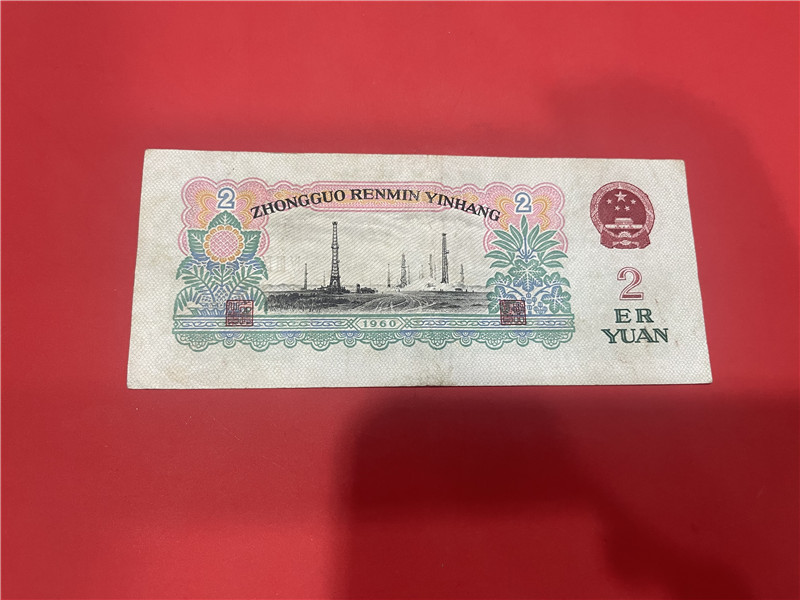 2
ZHONGGUO RENMIN YINHANG
2
1960
2
ER
YUAN